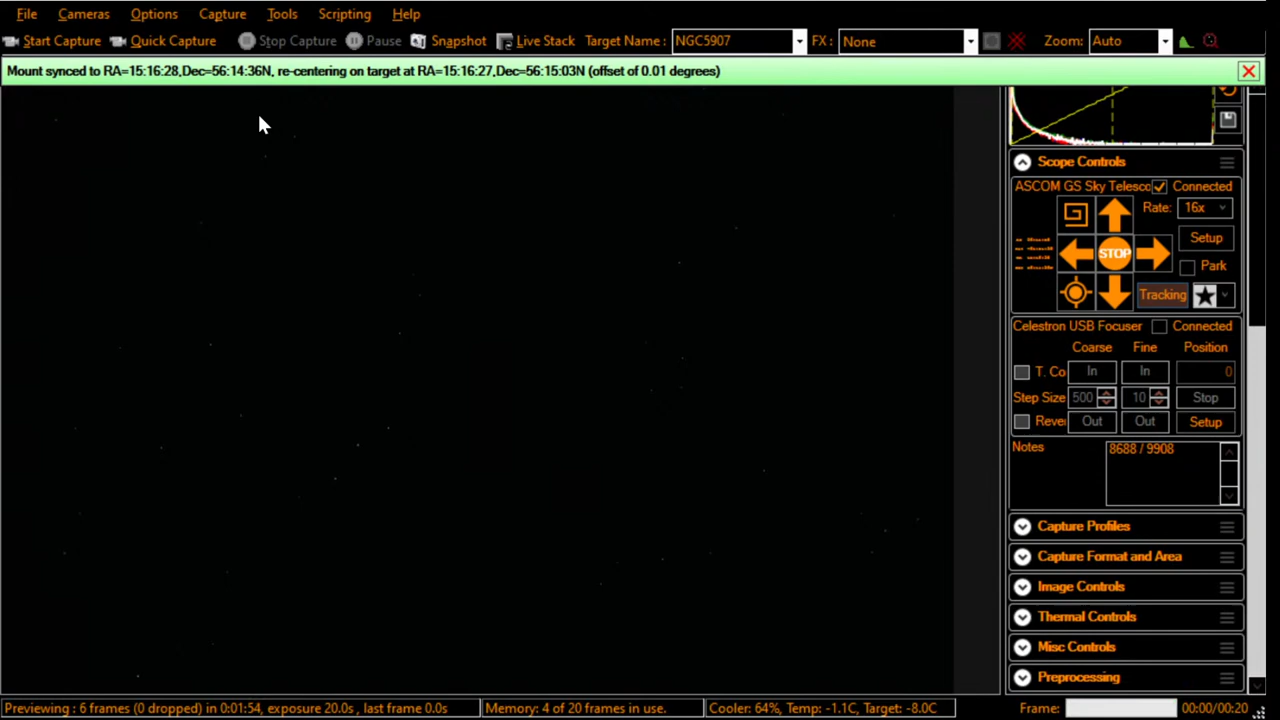 File Cameras Options Capture Tools Scripting Help
Start Capture Quick Capture Stop Capture Pause Snapshot Live Stack Target Name : NGC5907 FX : None Zoom: Auto
Mount synced to RA=15:16:28,Dec=56:14:36N, re-centering on target at RA=15:16:27,Dec=56:15:03N (offset of 0.01 degrees)
Scope Controls
ASCOM GS Sky Telesco Connected
Rate: 16x
Setup
STOP
Park
Tracking
Celestron USB Focuser Connected
Coarse Fine Position
T. Co In In 0
Step Size 500 10 Stop
Rever Out Out Setup
Notes 8688 / 9908
Capture Profiles
Capture Format and Area
Image Controls
Thermal Controls
Misc Controls
Preprocessing
Previewing : 6 frames (0 dropped) in 0:01:54, exposure 20.0s , last frame 0.0s Memory: 4 of 20 frames in use. Cooler: 64%, Temp: -1.1C, Target: -8.0C Frame: 00:00/00:20